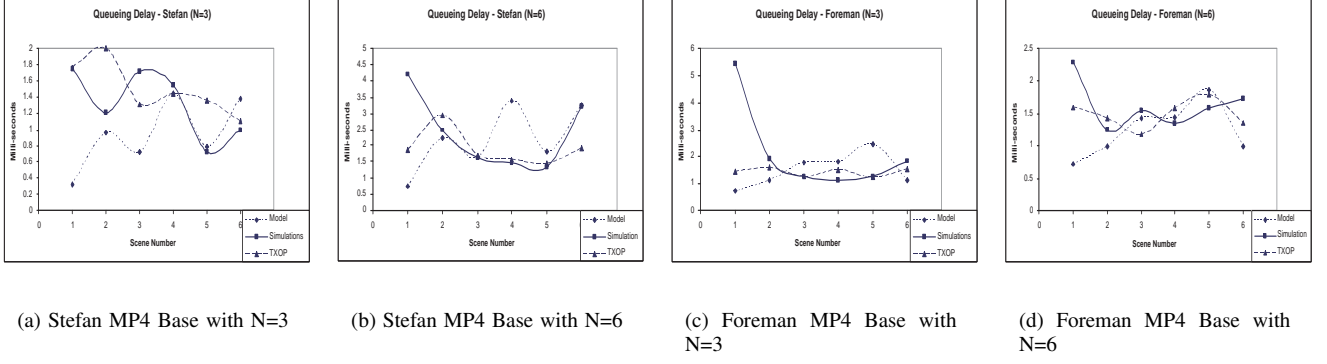 Queueing Delay - Stefan (N=3)
2
1.8
1.6
1.4
1.2
1
0.8
0.6
0.4
0.2
0
Milli-seconds
0 1 2 3 4 5 6
Scene Number
Model
Simulations
TXOP
(a) Stefan MP4 Base with N=3
Queueing Delay - Stefan (N=6)
5
4.5
4
3.5
3
2.5
2
1.5
1
0.5
0
Milli-seconds
0 1 2 3 4 5
Scene Number
Model
Simulation
TXOP
(b) Stefan MP4 Base with N=6
Queueing Delay - Foreman (N=3)
6
5
4
3
2
1
0
Milli-seconds
0 1 2 3 4 5 6
Scene Number
Model
Simulations
TXOP
(c) Foreman MP4 Base with
N=3
Queueing Delay - Foreman (N=6)
2.5
2
1.5
1
0.5
0
Milli-seconds
0 1 2 3 4 5 6
Scene Number
Model
Simulations
TXOP
(d) Foreman MP4 Base with
N=6